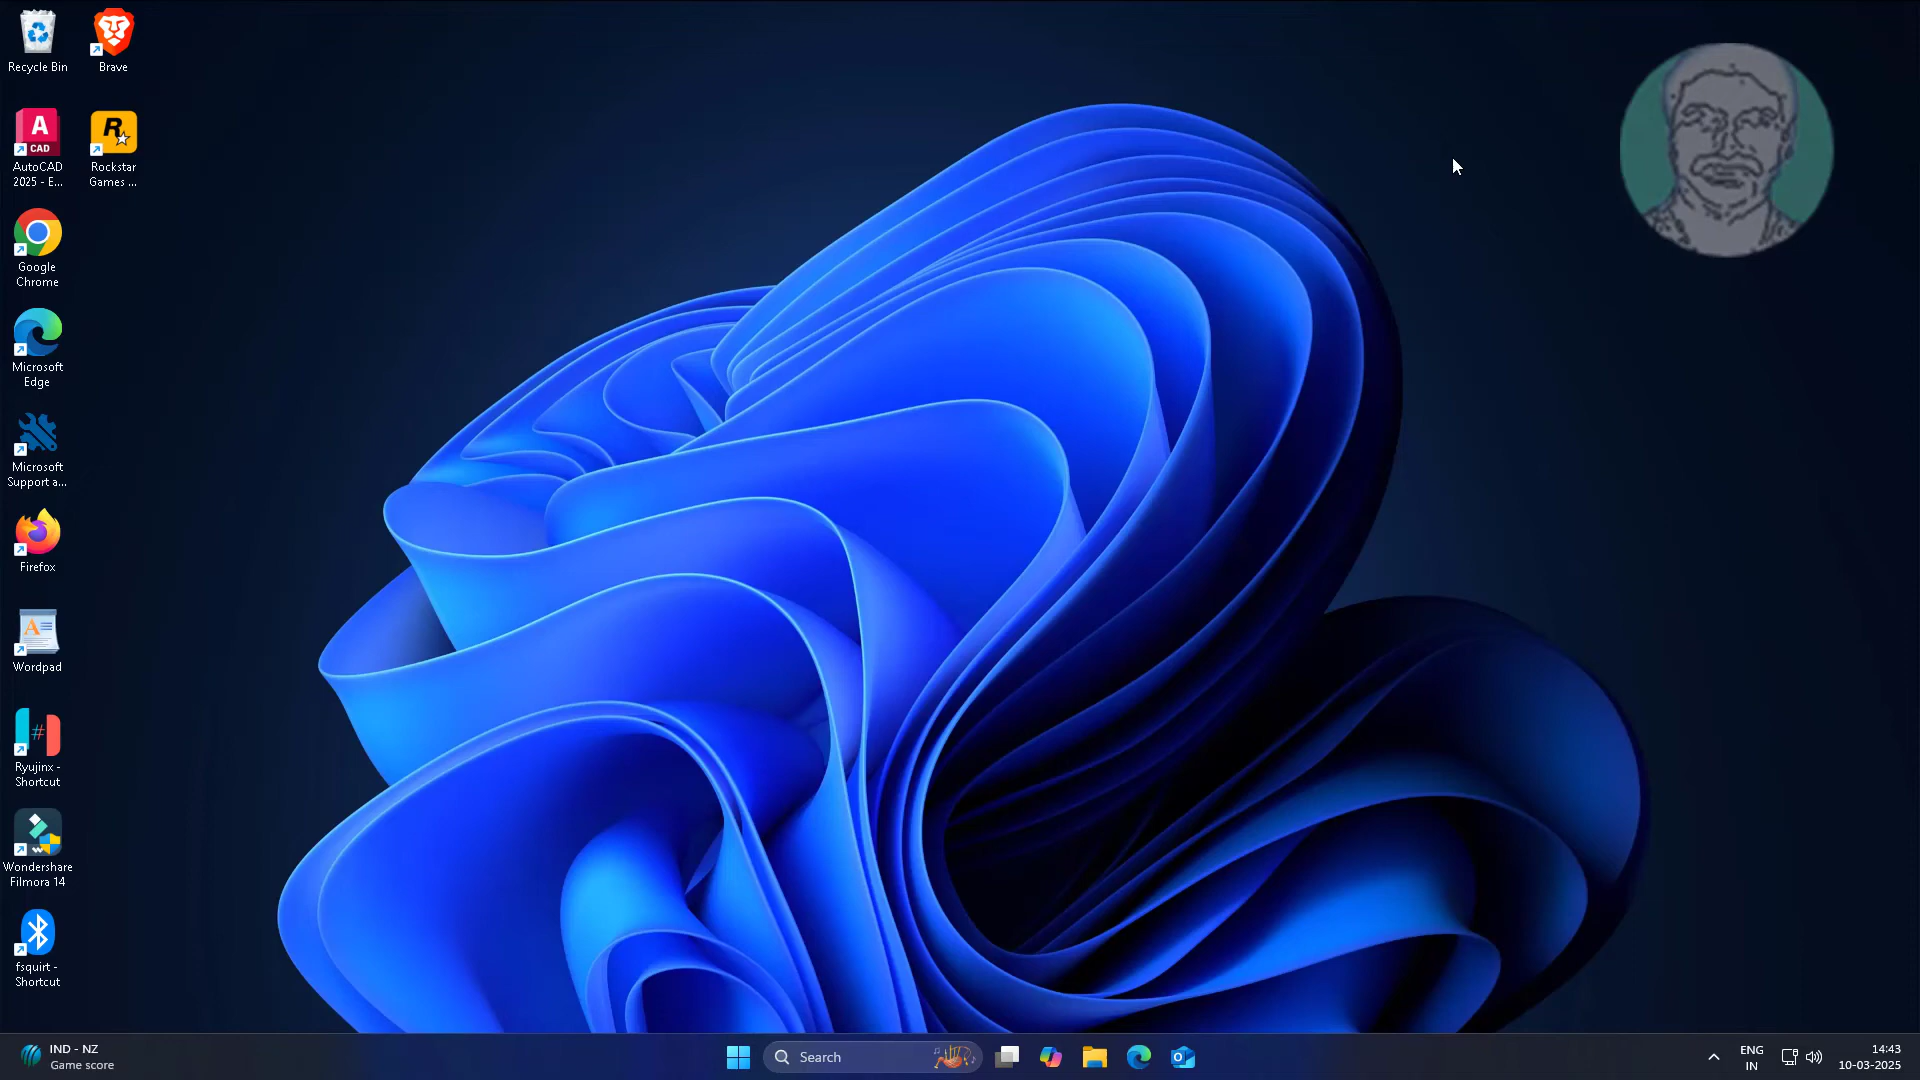 Recycle Bin
Brave
A
CAD
AutoCAD
2025 - E...
R
Rockstar
Games ...
Google
Chrome
Microsoft
Edge
Microsoft
Support a...
Firefox
A
Wordpad
#
Ryujinx -
Shortcut
Wondershare
Filmora 14
fsquirt -
Shortcut
IND - NZ
Game score
Search
ENG
IN
14:43
10-03-2025